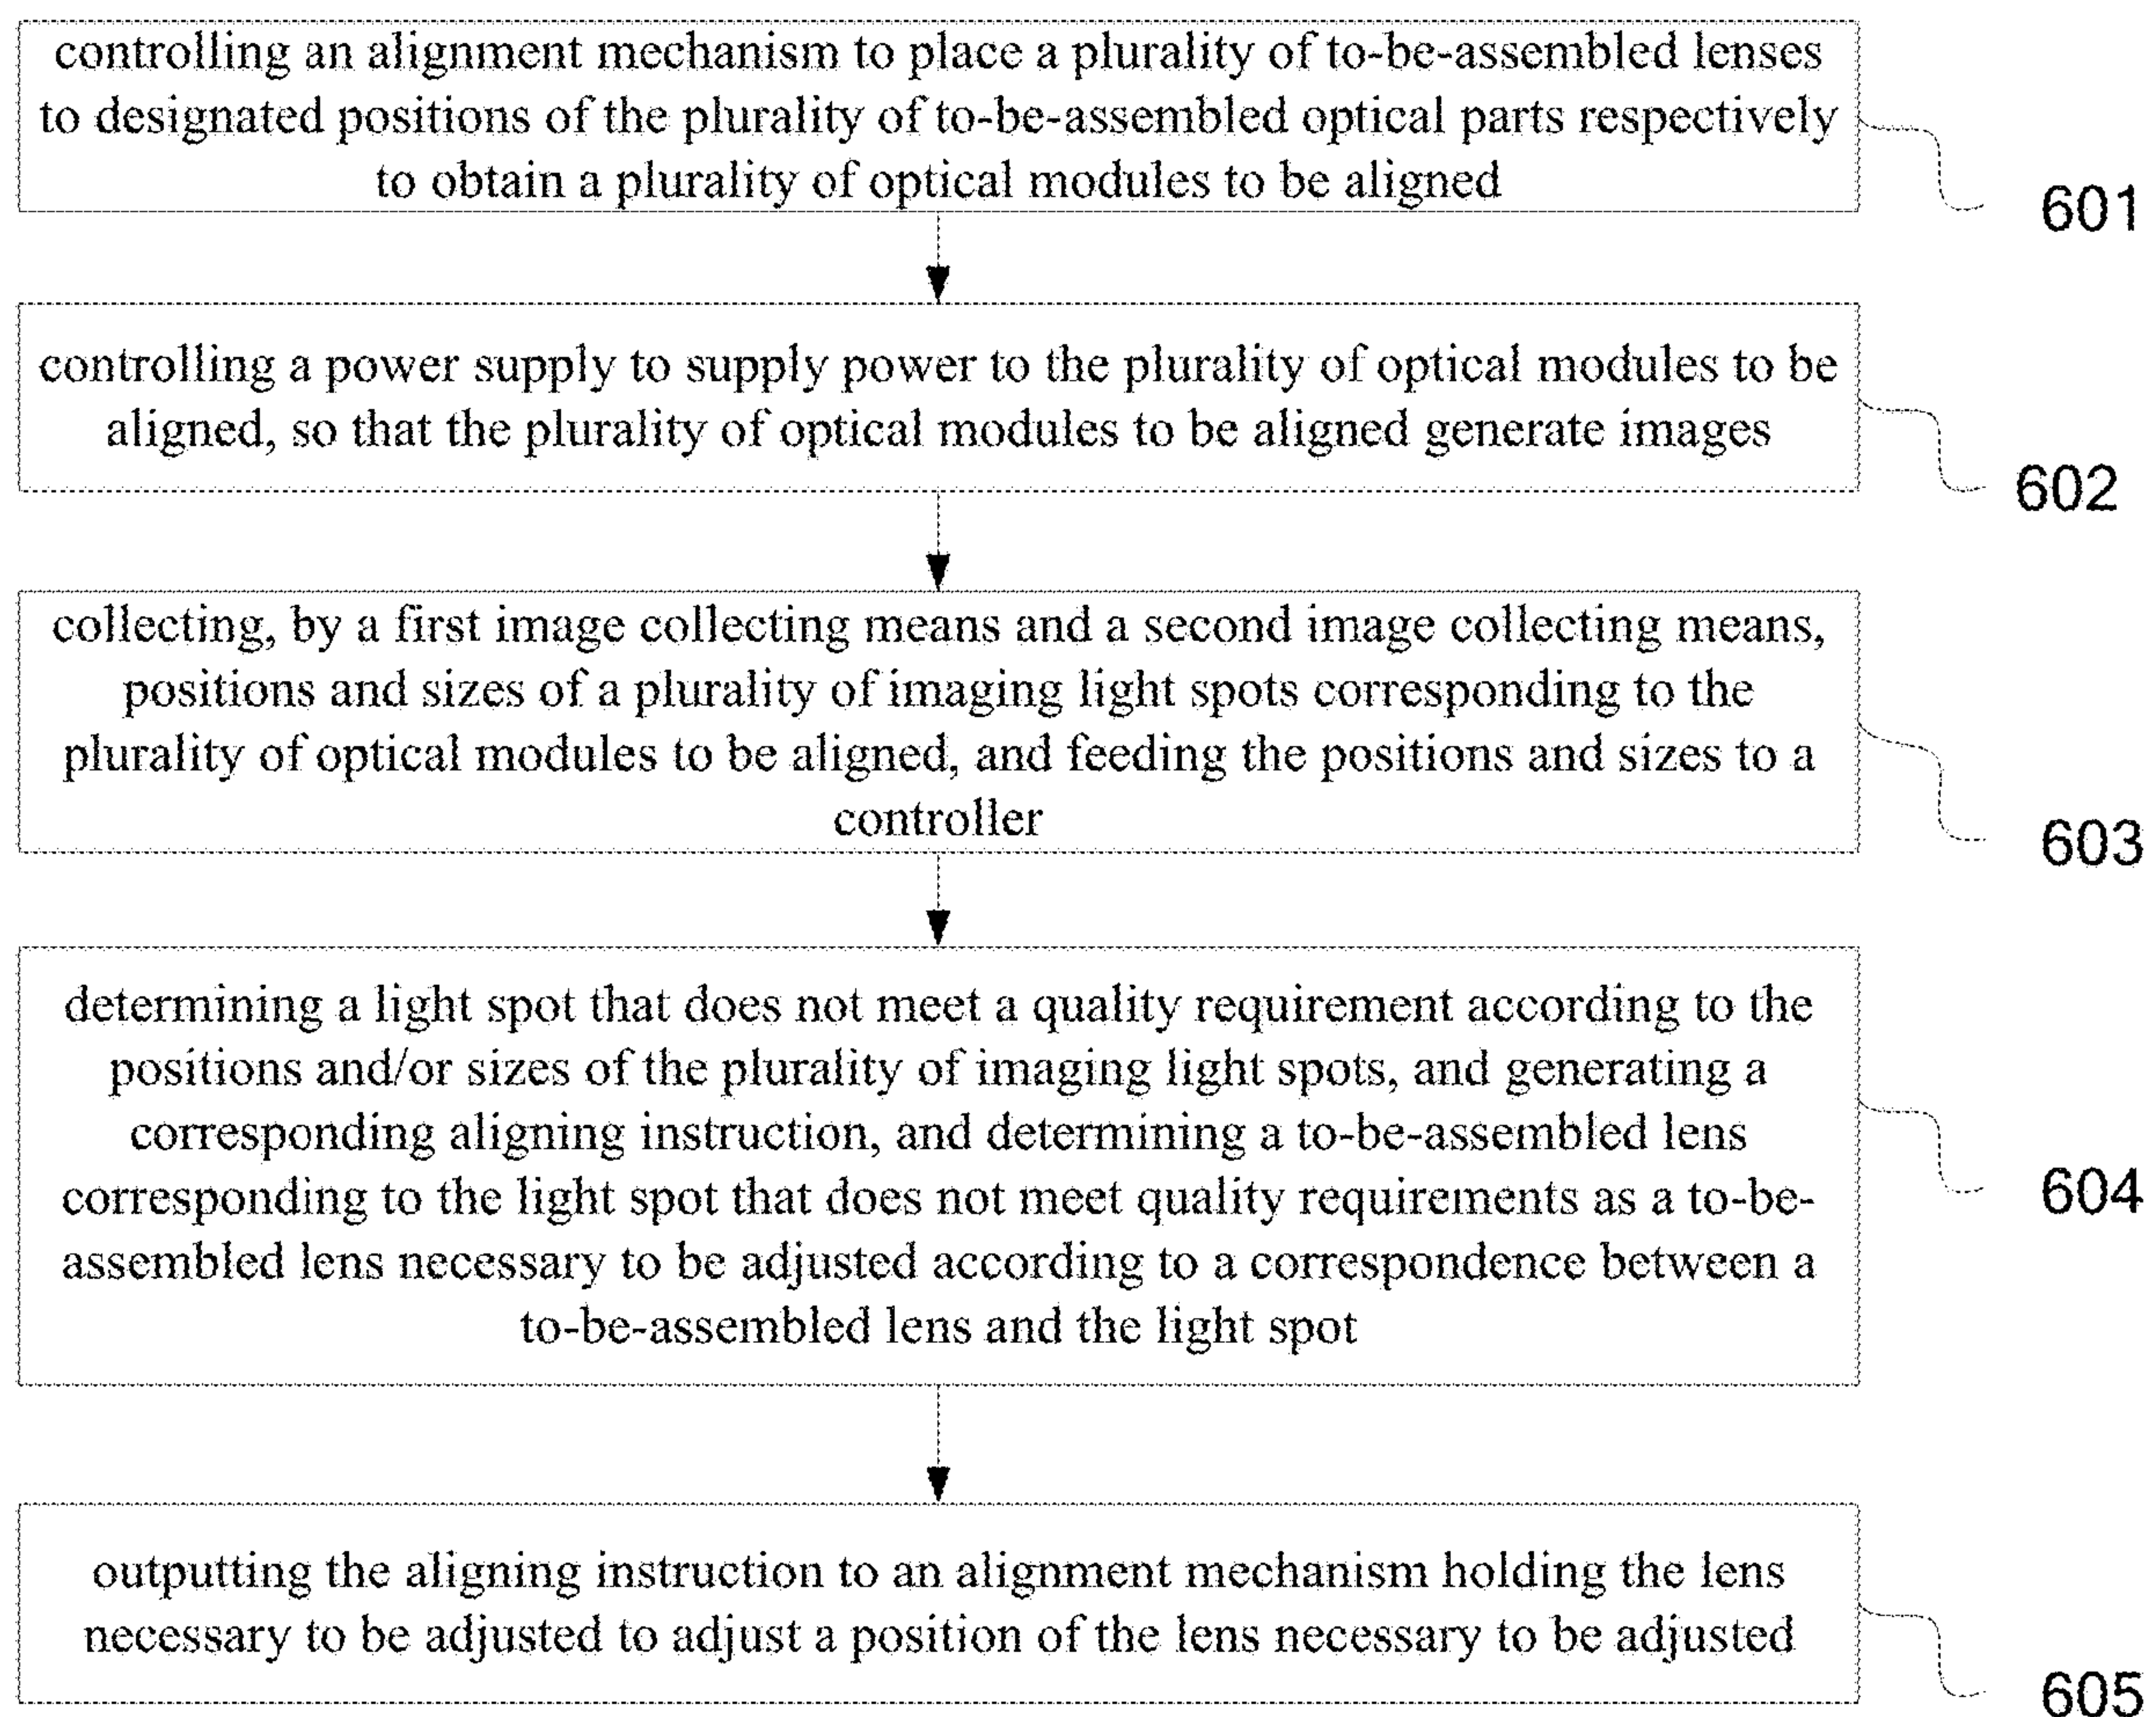 controlling an alignment mechanism to place a plurality of to-be-assembled lenses
to designated positions of the plurality of to-be-assembled optical parts respectively
to obtain a plurality of optical modules to be aligned
601
controlling a power supply to supply power to the plurality of optical modules to be
aligned, so that the plurality of optical modules to be aligned generate images
602
collecting, by a first image collecting means and a second image collecting means,
positions and sizes of a plurality of imaging light spots corresponding to the
plurality of optical modules to be aligned, and feeding the positions and sizes to a
controller
603
determining a light spot that does not meet a quality requirement according to the
positions and/or sizes of the plurality of imaging light spots, and generating a
corresponding aligning instruction, and determining a to-be-assembled lens
corresponding to the light spot that does not meet quality requirements as a to-be-
assembled lens necessary to be adjusted according to a correspondence between a
to-be-assembled lens and the light spot
604
outputting the aligning instruction to an alignment mechanism holding the lens
necessary to be adjusted to adjust a position of the lens necessary to be adjusted
605